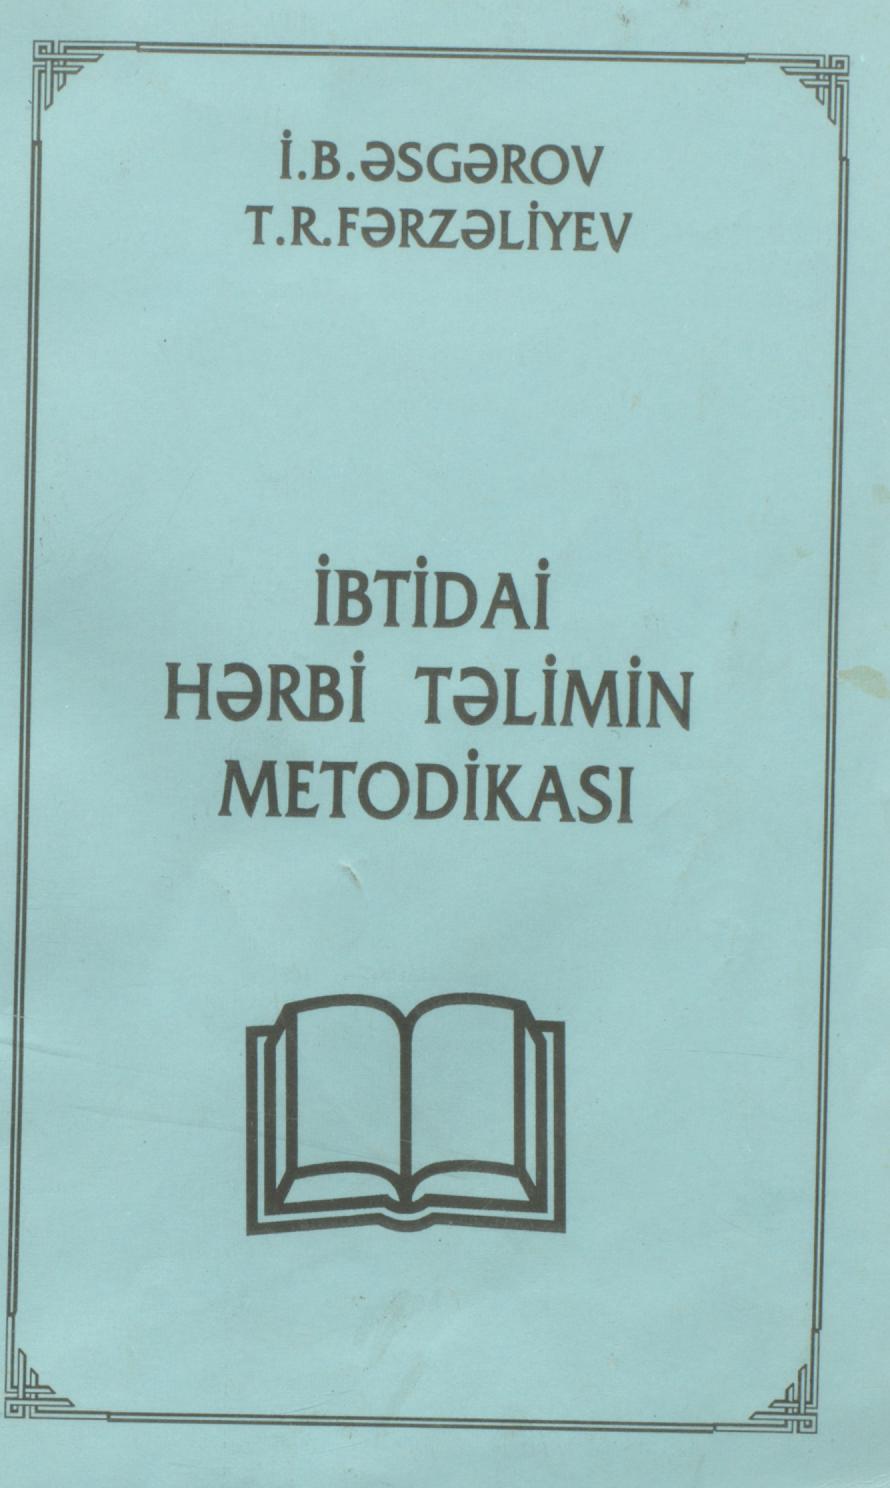 İ.B.ƏSGƏROV
T.R.FƏRZƏLİYEV
İBTİDAİ
HƏRBİ TƏLİMİN
METODİKASI